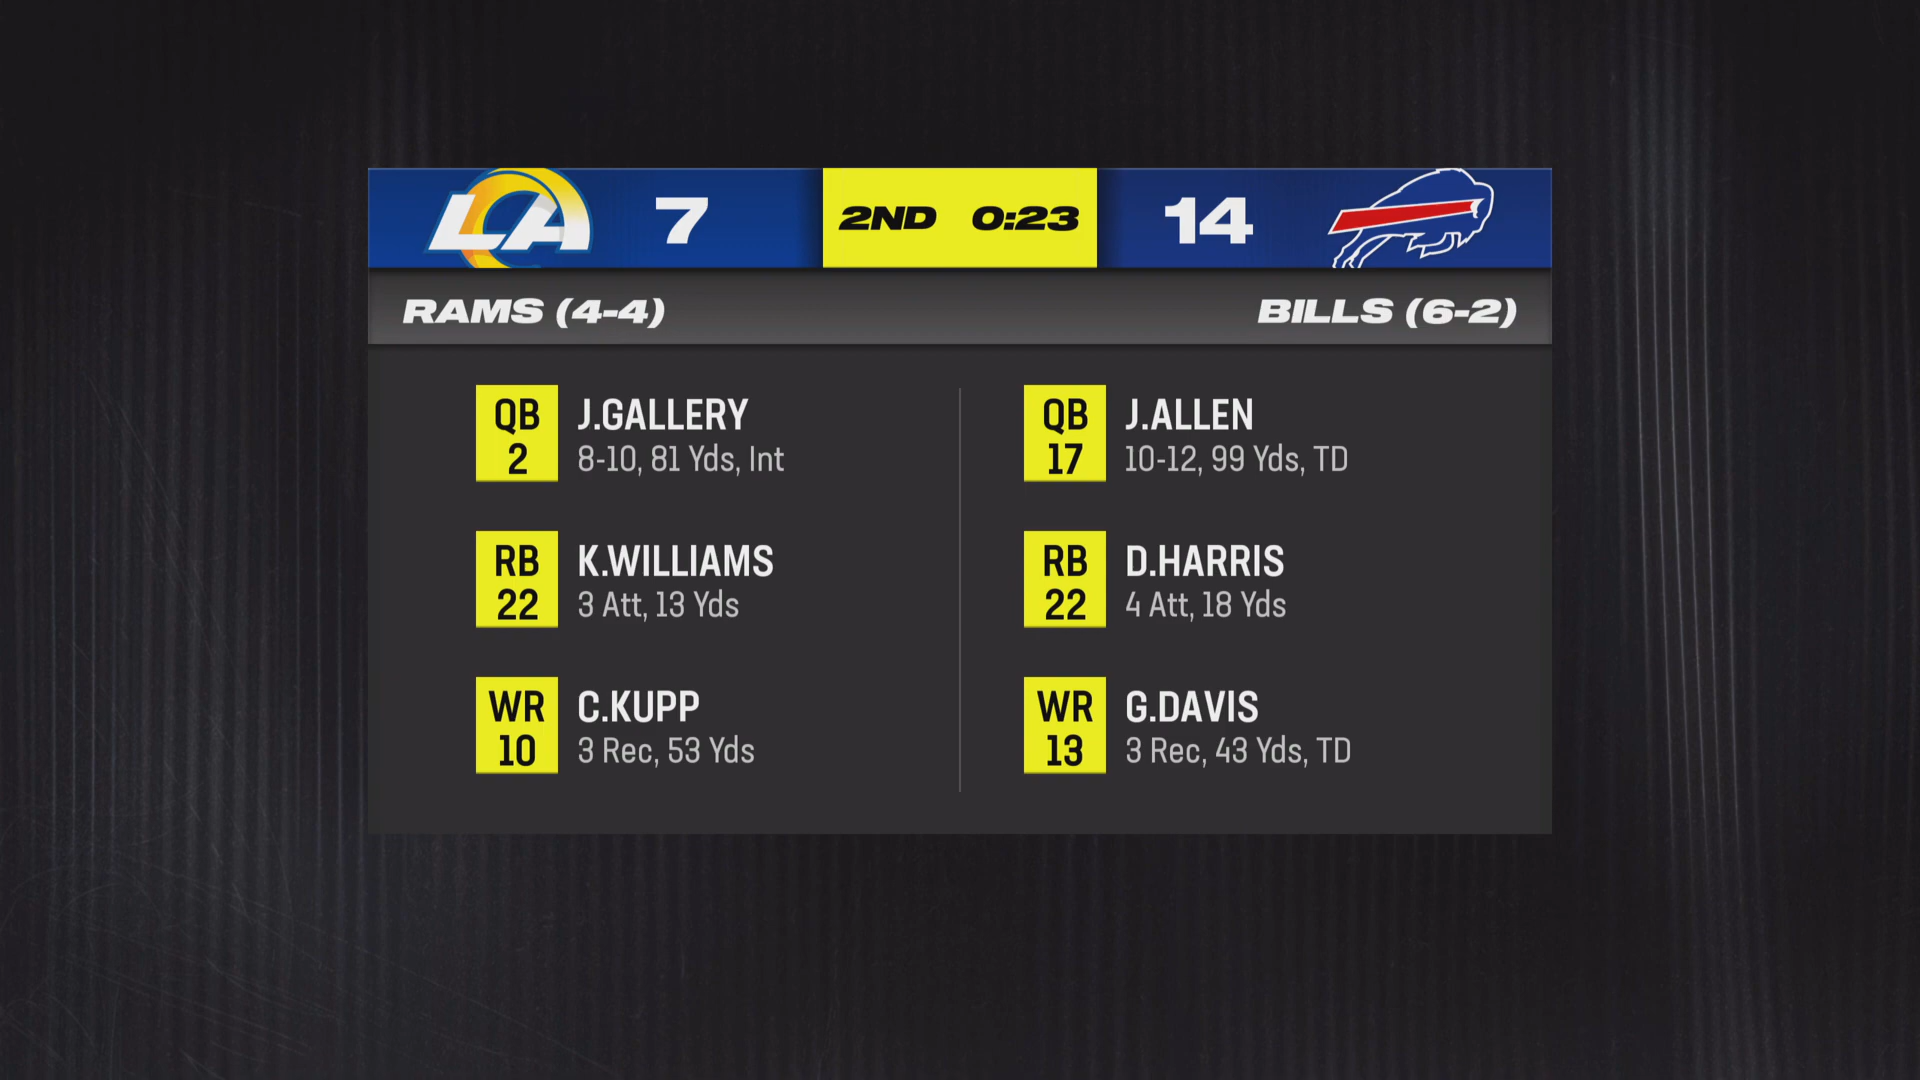 LA 7 2ND 0:23 14
RAMS (4-4) BILLS (6-2)
QB 2 J.GALLERY
8-10, 81 Yds, Int
RB 22 K.WILLIAMS
3 Att, 13 Yds
WR 10 C.KUPP
3 Rec, 53 Yds
QB 17 J.ALLEN
10-12, 99 Yds, TD
RB 22 D.HARRIS
4 Att, 18 Yds
WR 13 G.DAVIS
3 Rec, 43 Yds, TD